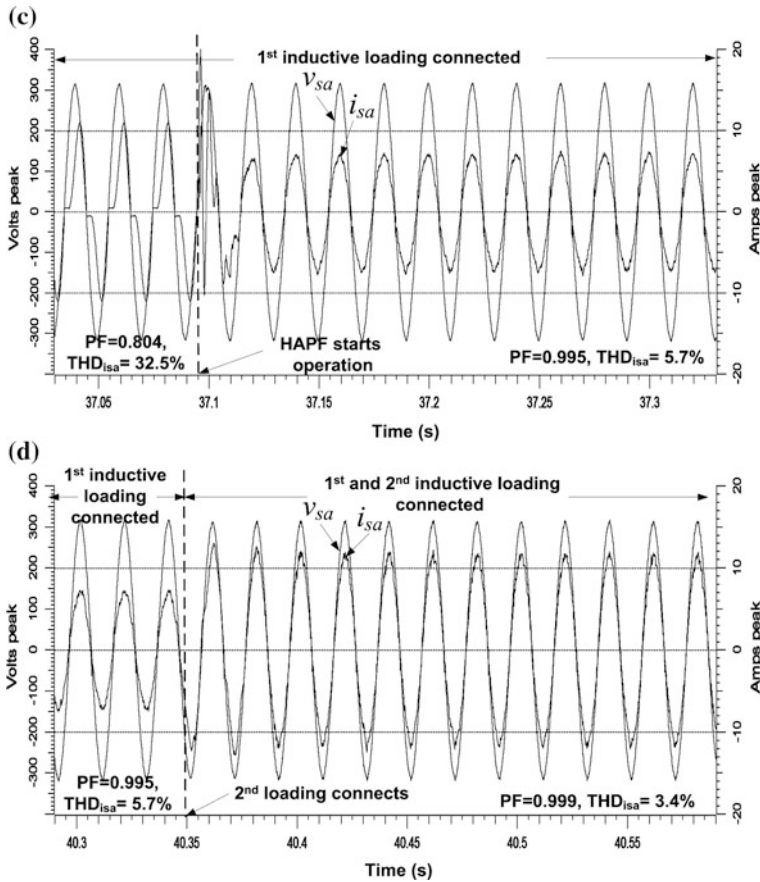 (c)
400
300
200
100
0
-100
-200
-300
Volts peak
1st inductive loading connected
vsa
isa
20
10
0
-10
-20
Amps peak
PF=0.804,
THDisa= 32.5%
HAPF starts
operation
PF=0.995, THDisa= 5.7%
37.05
37.1
37.15
37.2
37.25
37.3
Time (s)
(d)
400
300
200
100
0
-100
-200
-300
Volts peak
1st inductive
loading
connected
1st and 2nd inductive loading
connected
vsa
isa
20
10
0
-10
-20
Amps peak
PF=0.995,
THDisa= 5.7%
2nd loading connects
PF=0.999, THDisa= 3.4%
40.3
40.35
40.4
40.45
40.5
40.55
Time (s)